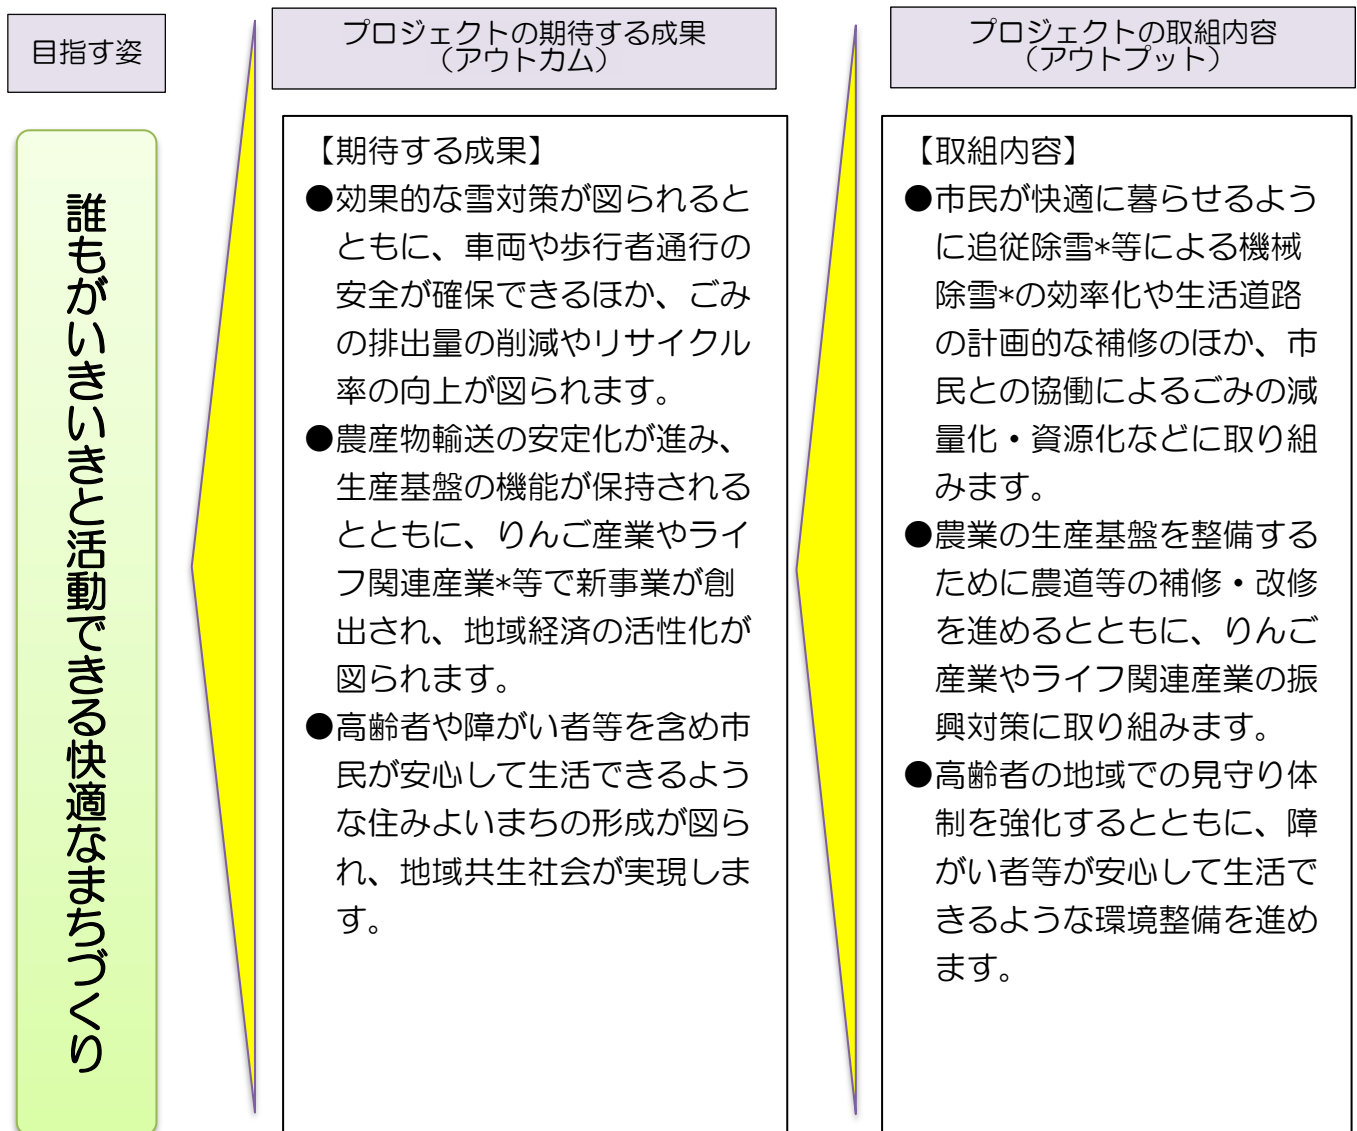 目指す姿
誰もがいきいきと活動できる快適なまちづくり
プロジェクトの期待する成果
（アウトカム）
【期待する成果】
●効果的な雪対策が図られると
ともに、車両や歩行者通行の
安全が確保できるほか、ごみ
の排出量の削減やリサイクル
率の向上が図られます。
●農産物輸送の安定化が進み、
生産基盤の機能が保持される
とともに、りんご産業やライ
フ関連産業*等で新事業が創
出され、地域経済の活性化が
図られます。
●高齢者や障がい者等を含め市
民が安心して生活できるよう
な住みよいまちの形成が図ら
れ、地域共生社会が実現しま
す。
プロジェクトの取組内容
（アウトプット）
【取組内容】
●市民が快適に暮らせるよう
に追従除雪*等による機械
除雪*の効率化や生活道路
の計画的な補修のほか、市
民との協働によるごみの減
量化・資源化などに取り組
みます。
●農業の生産基盤を整備する
ために農道等の補修・改修
を進めるとともに、りんご
産業やライフ関連産業の振
興対策に取り組みます。
●高齢者の地域での見守り体
制を強化するとともに、障
がい者等が安心して生活で
きるような環境整備を進め
ます。